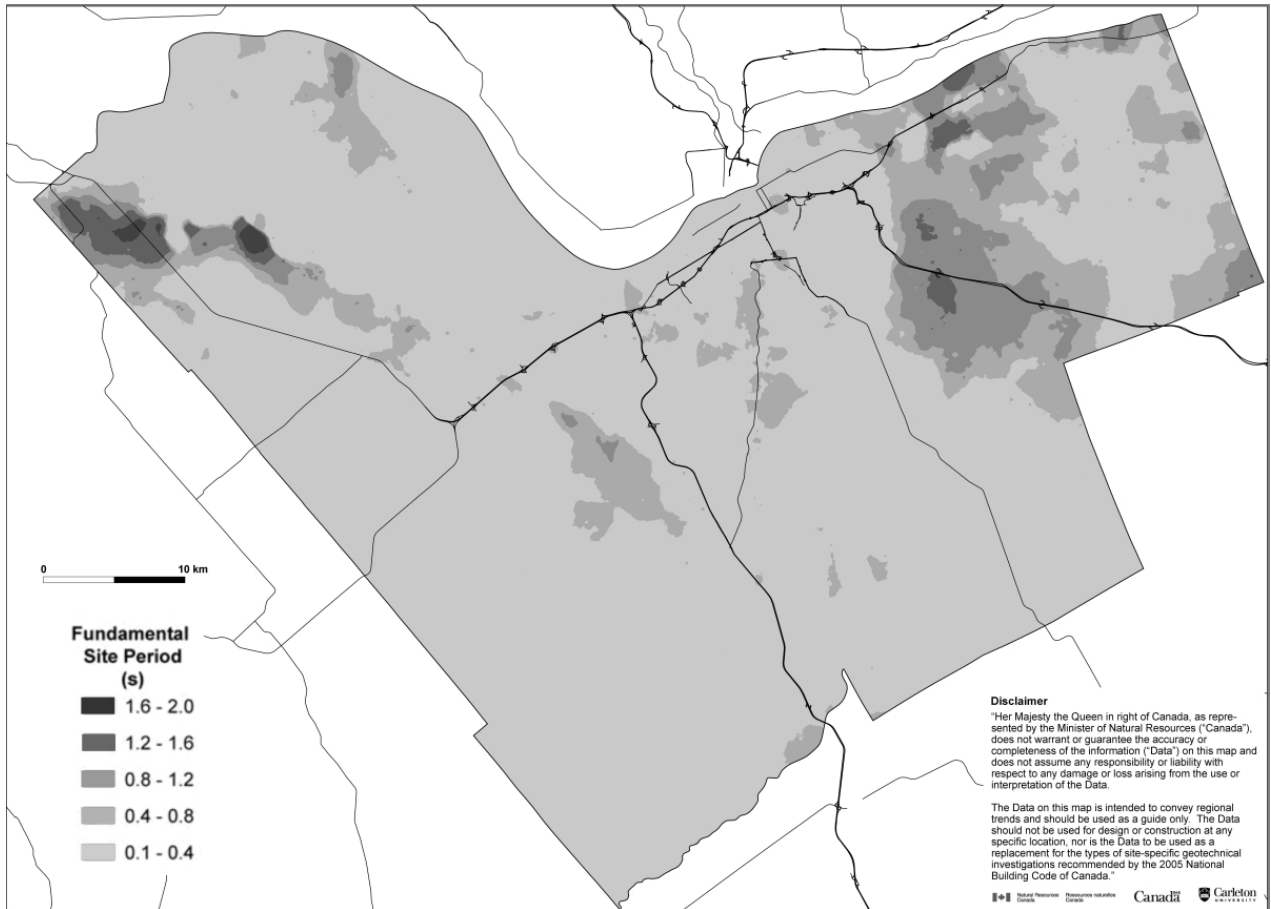 0 10 km
Fundamental
Site Period
(s)
1.6 - 2.0
1.2 - 1.6
0.8 - 1.2
0.4 - 0.8
0.1 - 0.4
Disclaimer
"Her Majesty the Queen in right of Canada, as repre-
sented by the Minister of Natural Resources ("Canada"),
does not warrant or guarantee the accuracy or
completeness of the information ("Data") on this map and
does not assume any responsibility or liability with
respect to any damage or loss arising from the use or
interpretation of the Data.
The Data on this map is intended to convey regional
trends and should be used as a guide only. The Data
should not be used for design or construction at any
specific location, nor is the Data to be used as a
replacement for the types of site-specific geotechnical
investigations recommended by the 2005 National
Building Code of Canada."
Natural Resources Ressources naturelles
Canada Canada
Canada
Carleton
UNIVERSITY